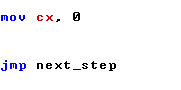 mov cx, 0
jmp next_step